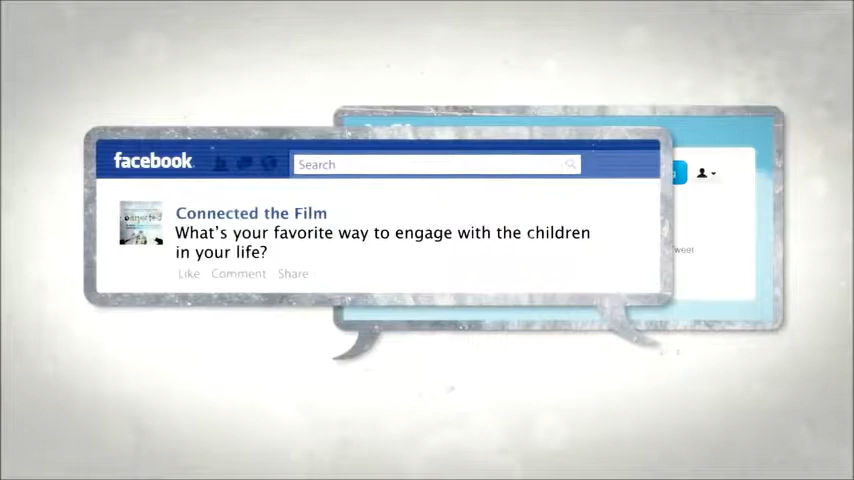 facebook
Search
Connected the Film
What's your favorite way to engage with the children
in your life?
Like Comment Share